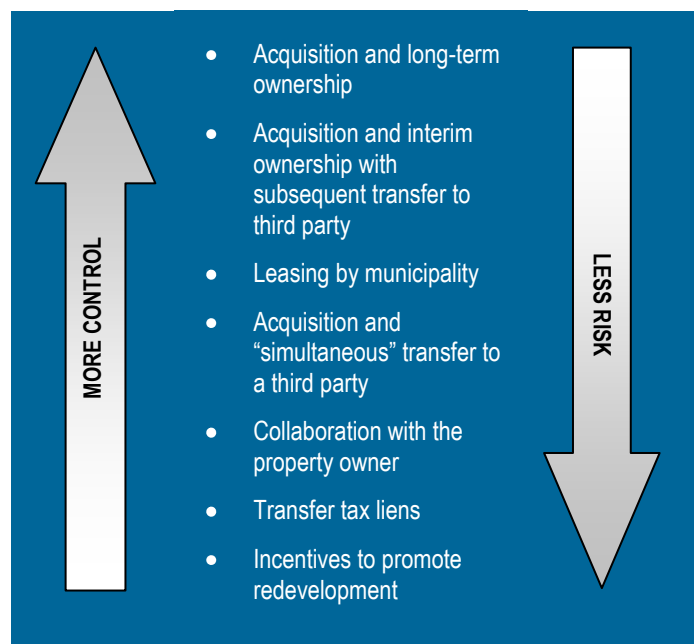 MORE CONTROL
• Acquisition and long-term
ownership
• Acquisition and interim
ownership with
subsequent transfer to
third party
• Leasing by municipality
• Acquisition and
“simultaneous” transfer to
a third party
• Collaboration with the
property owner
• Transfer tax liens
• Incentives to promote
redevelopment
LESS RISK